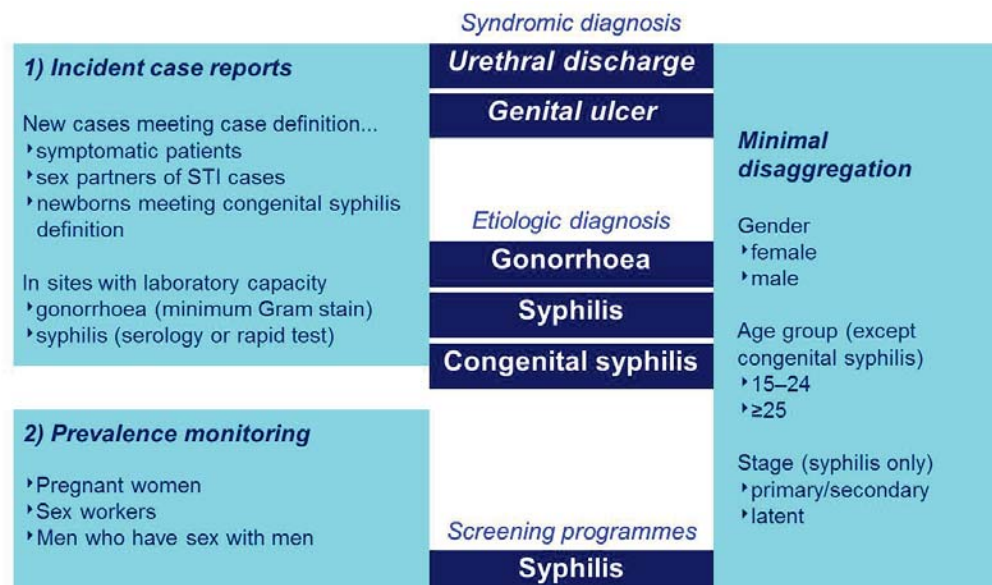 1) Incident case reports
New cases meeting case definition...
‣symptomatic patients
‣sex partners of STI cases
‣newborns meeting congenital syphilis
definition
In sites with laboratory capacity
‣gonorrhoea (minimum Gram stain)
‣syphilis (serology or rapid test)
2) Prevalence monitoring
‣Pregnant women
‣Sex workers
‣Men who have sex with men
Syndromic diagnosis
Urethral discharge
Genital ulcer
Etiologic diagnosis
Gonorrhoea
Syphilis
Congenital syphilis
Screening programmes
Syphilis
Minimal
disaggregation
Gender
‣female
‣male
Age group (except
congenital syphilis)
‣15–24
‣≥25
Stage (syphilis only)
‣primary/secondary
‣latent